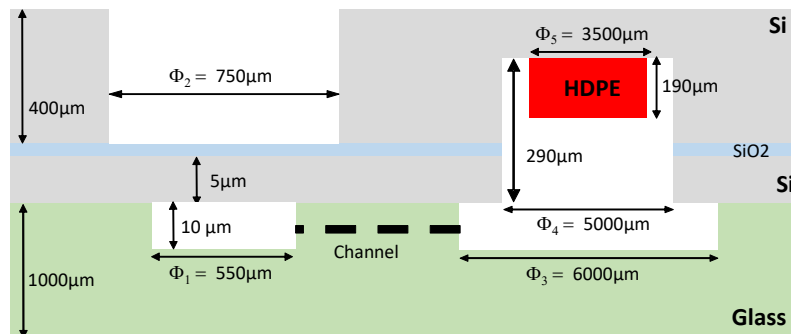 Si
Φ5 = 3500µm
Φ2 = 750µm
HDPE
190µm
400µm
290µm
SiO2
5µm
Si
10 µm
Φ4 = 5000µm
Channel
Φ1 = 550µm
Φ3 = 6000µm
1000µm
Glass